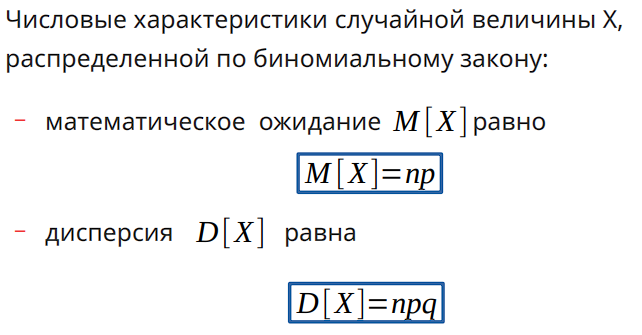 Числовые характеристики случайной величины X,
распределенной по биномиальному закону:
– математическое ожидание M[X] равно
M[X]=np
– дисперсия D[X] равна
D[X]=npq